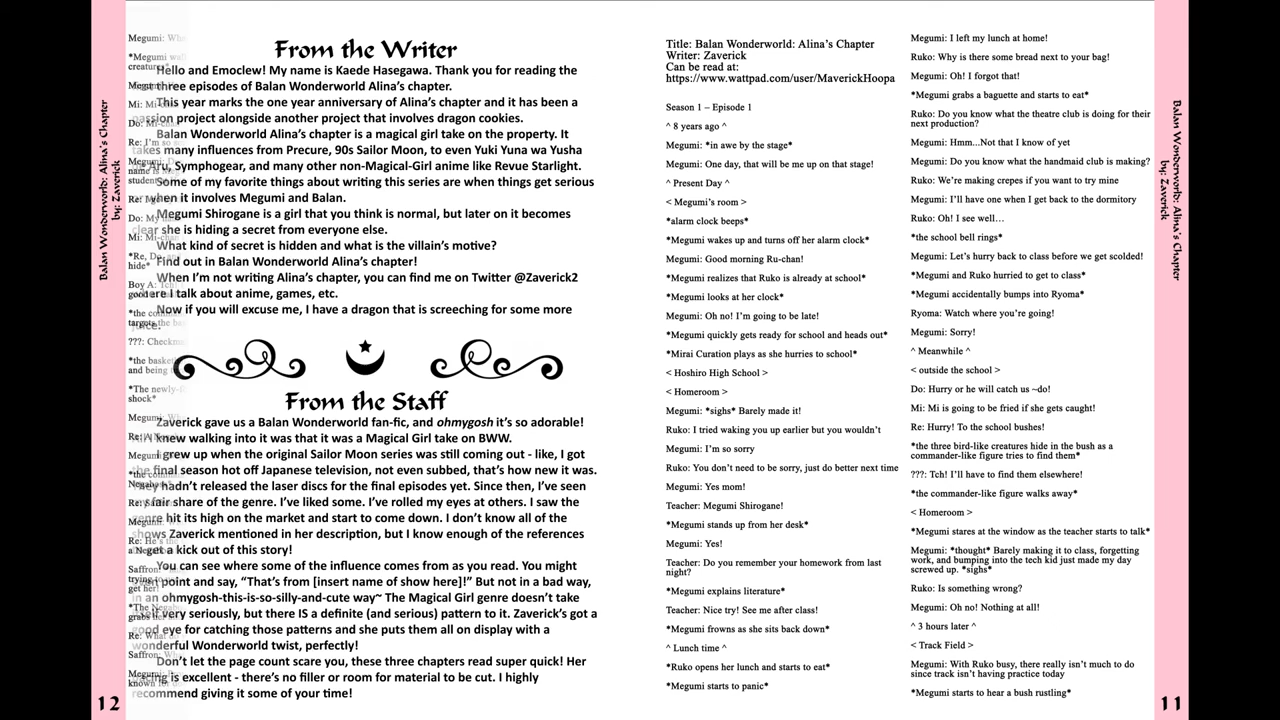 Balan Wonderworld: Alina's Chapter
by: Zaverick
12
From the Writer
Hello and Emoclew! My name is Kaede Hasegawa. Thank you for reading the
three episodes of Balan Wonderworld Alina's chapter.
This year marks the one year anniversary of Alina's chapter and it has been a
passion project alongside another project that involves dragon cookies.
Balan Wonderworld Alina's chapter is a magical girl take on the property. It
takes many influences from Precure, 90s Sailor Moon, to even Yuki Yuna wa Yusha
de Aru, Symphogear, and many other non-Magical-Girl anime like Revue Starlight.
Some of my favorite things about writing this series are when things get serious
when it involves Megumi and Balan.
Megumi Shirogane is a girl that you think is normal, but later on it becomes
clear she is hiding a secret from everyone else.
What kind of secret is hidden and what is the villain's motive?
Find out in Balan Wonderworld Alina's chapter!
When I'm not writing Alina's chapter, you can find me on Twitter @Zaverick2
where I talk about anime, games, etc.
Now if you will excuse me, I have a dragon that is screeching for some more
juice.
From the Staff
Zaverick gave us a Balan Wonderworld fan-fic, and ohmygosh it's so adorable!
All I knew walking into it was that it was a Magical Girl take on BWW.
I grew up when the original Sailor Moon series was still coming out - like, I got
the final season hot off Japanese television, not even subbed, that's how new it was.
They hadn't released the laser discs for the final episodes yet. Since then, I've seen
my fair share of the genre. I've liked some. I've rolled my eyes at others. I saw the
genre hit its high on the market and start to come down. I don't know all of the
shows Zaverick mentioned in her description, but I know enough of the references
to get a kick out of this story!
You can see where some of the influence comes from as you read. You might
even point and say, "That's from [insert name of show here]!" But not in a bad way,
in an ohmygosh-this-is-so-silly-and-cute way~ The Magical Girl genre doesn't take
itself very seriously, but there IS a definite (and serious) pattern to it. Zaverick's got a
good eye for catching those patterns and she puts them all on display with a
wonderful Wonderworld twist, perfectly!
Don't let the page count scare you, these three chapters read super quick! Her
pacing is excellent - there's no filler or room for material to be cut. I highly
recommend giving it some of your time!
Title: Balan Wonderworld: Alina's Chapter
Writer: Zaverick
Can be read at:
https://www.wattpad.com/user/MaverickHoopa
Season 1 – Episode 1
^ 8 years ago ^
Megumi: *in awe by the stage*
Megumi: One day, that will be me up on that stage!
^ Present Day ^
< Megumi's room >
*alarm clock beeps*
*Megumi wakes up and turns off her alarm clock*
Megumi: Good morning Ru-chan!
*Megumi realizes that Ruko is already at school*
*Megumi looks at her clock*
Megumi: Oh no! I'm going to be late!
*Megumi quickly gets ready for school and heads out*
*Mirai Curation plays as she hurries to school*
< Hoshiro High School >
< Homeroom >
Megumi: *sighs* Barely made it!
Ruko: I tried waking you up earlier but you wouldn't
Megumi: I'm so sorry
Ruko: You don't need to be sorry, just do better next time
Megumi: Yes mom!
Teacher: Megumi Shirogane!
*Megumi stands up from her desk*
Megumi: Yes!
Teacher: Do you remember your homework from last
night?
*Megumi explains literature*
Teacher: Nice try! See me after class!
*Megumi frowns as she sits back down*
^ Lunch time ^
*Ruko opens her lunch and starts to eat*
*Megumi starts to panic*
Megumi: I left my lunch at home!
Ruko: Why is there some bread next to your bag!
Megumi: Oh! I forgot that!
*Megumi grabs a baguette and starts to eat*
Ruko: Do you know what the theatre club is doing for their
next production?
Megumi: Hmm...Not that I know of yet
Megumi: Do you know what the handmaid club is making?
Ruko: We're making crepes if you want to try mine
Megumi: I'll have one when I get back to the dormitory
Ruko: Oh! I see well…
*the school bell rings*
Megumi: Let's hurry back to class before we get scolded!
*Megumi and Ruko hurried to get to class*
*Megumi accidentally bumps into Ryoma*
Ryoma: Watch where you're going!
Megumi: Sorry!
^ Meanwhile ^
< outside the school >
Do: Hurry or he will catch us ~do!
Mi: Mi is going to be fried if she gets caught!
Re: Hurry! To the school bushes!
*the three bird-like creatures hide in the bush as a
commander-like figure tries to find them*
???: Tch! I'll have to find them elsewhere!
*the commander-like figure walks away*
< Homeroom >
*Megumi stares at the window as the teacher starts to talk*
Megumi: *thought* Barely making it to class, forgetting
work, and bumping into the tech kid just made my day
screwed up. *sighs*
Ruko: Is something wrong?
Megumi: Oh no! Nothing at all!
^ 3 hours later ^
< Track Field >
Megumi: With Ruko busy, there really isn't much to do
since track isn't having practice today
*Megumi starts to hear a bush rustling*
Balan Wonderworld: Alina's Chapter
by: Zaverick
11